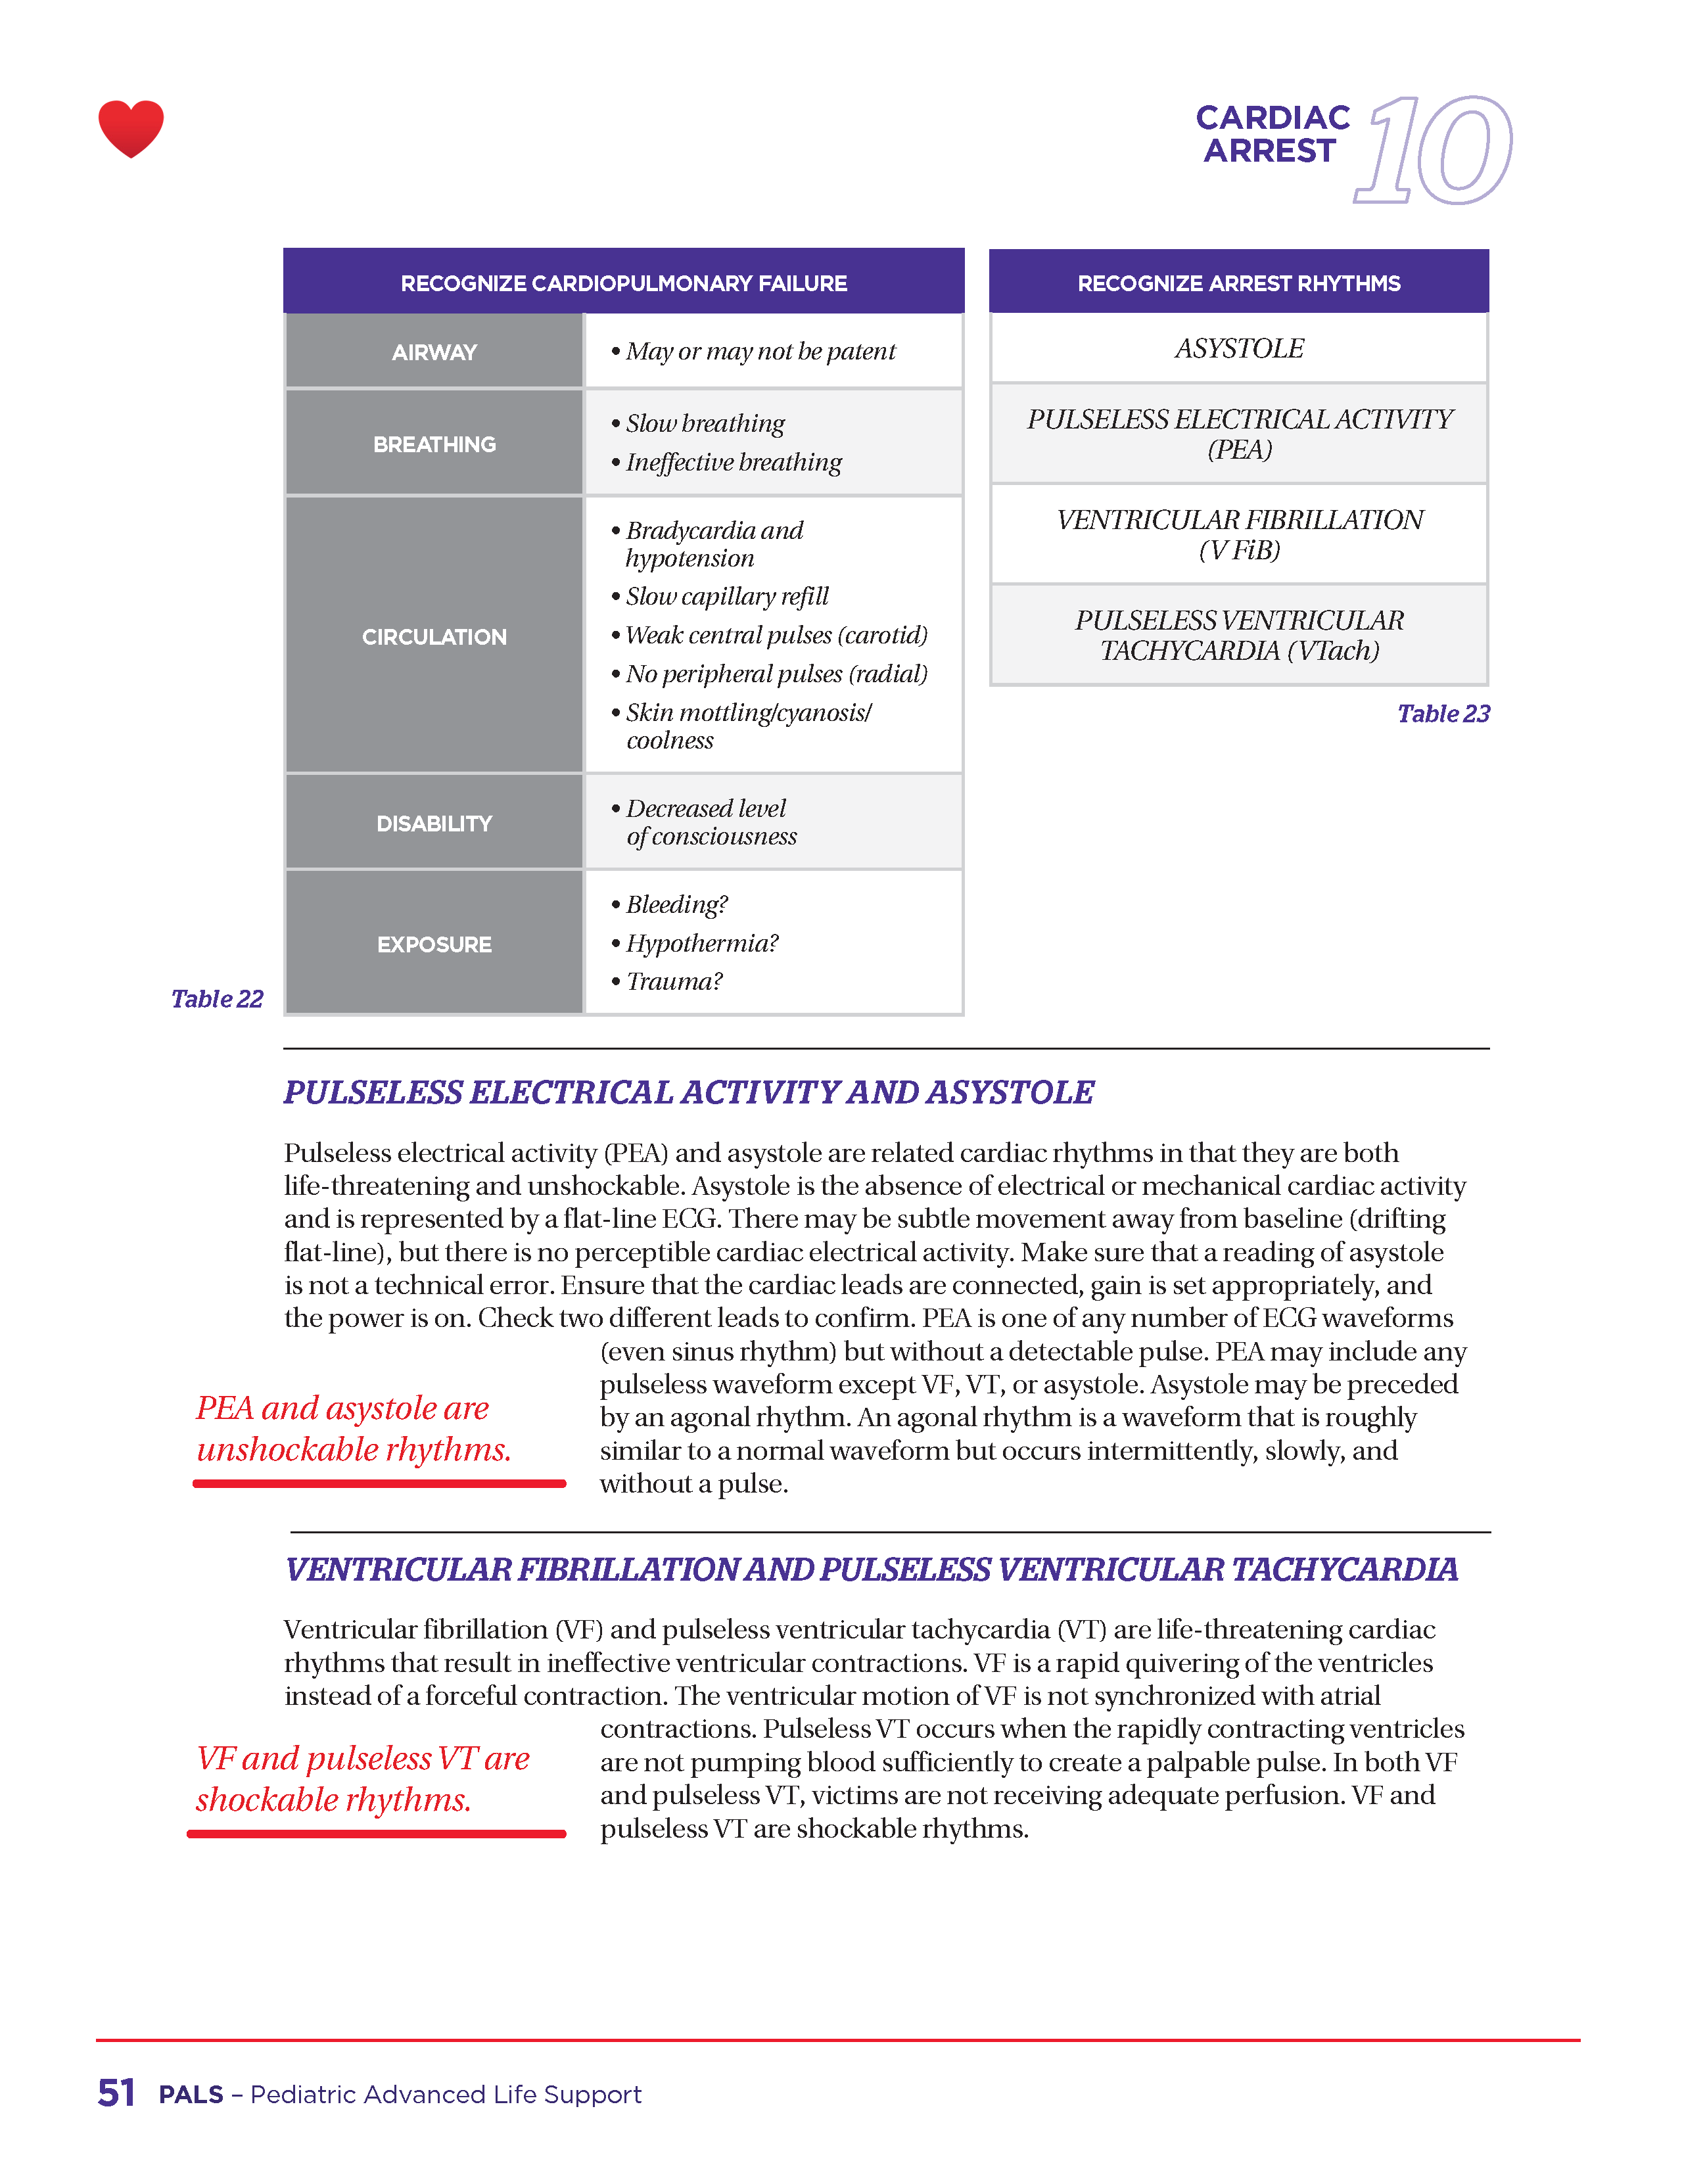 CARDIAC
ARREST
10
RECOGNIZE CARDIOPULMONARY FAILURE
AIRWAY
• May or may not be patent
BREATHING
• Slow breathing
• Ineffective breathing
CIRCULATION
• Bradycardia and
hypotension
• Slow capillary refill
• Weak central pulses (carotid)
• No peripheral pulses (radial)
• Skin mottling/cyanosis/
coolness
DISABILITY
• Decreased level
of consciousness
EXPOSURE
• Bleeding?
• Hypothermia?
• Trauma?
Table 22
RECOGNIZE ARREST RHYTHMS
ASYSTOLE
PULSELESS ELECTRICAL ACTIVITY
(PEA)
VENTRICULAR FIBRILLATION
(V FiB)
PULSELESS VENTRICULAR
TACHYCARDIA (VTach)
Table 23
PULSELESS ELECTRICAL ACTIVITY AND ASYSTOLE
Pulseless electrical activity (PEA) and asystole are related cardiac rhythms in that they are both
life-threatening and unshockable. Asystole is the absence of electrical or mechanical cardiac activity
and is represented by a flat-line ECG. There may be subtle movement away from baseline (drifting
flat-line), but there is no perceptible cardiac electrical activity. Make sure that a reading of asystole
is not a technical error. Ensure that the cardiac leads are connected, gain is set appropriately, and
the power is on. Check two different leads to confirm. PEA is one of any number of ECG waveforms
(even sinus rhythm) but without a detectable pulse. PEA may include any
pulseless waveform except VF, VT, or asystole. Asystole may be preceded
by an agonal rhythm. An agonal rhythm is a waveform that is roughly
similar to a normal waveform but occurs intermittently, slowly, and
without a pulse.
PEA and asystole are
unshockable rhythms.
VENTRICULAR FIBRILLATION AND PULSELESS VENTRICULAR TACHYCARDIA
Ventricular fibrillation (VF) and pulseless ventricular tachycardia (VT) are life-threatening cardiac
rhythms that result in ineffective ventricular contractions. VF is a rapid quivering of the ventricles
instead of a forceful contraction. The ventricular motion of VF is not synchronized with atrial
contractions. Pulseless VT occurs when the rapidly contracting ventricles
are not pumping blood sufficiently to create a palpable pulse. In both VF
and pulseless VT, victims are not receiving adequate perfusion. VF and
pulseless VT are shockable rhythms.
VF and pulseless VT are
shockable rhythms.
51 PALS – Pediatric Advanced Life Support